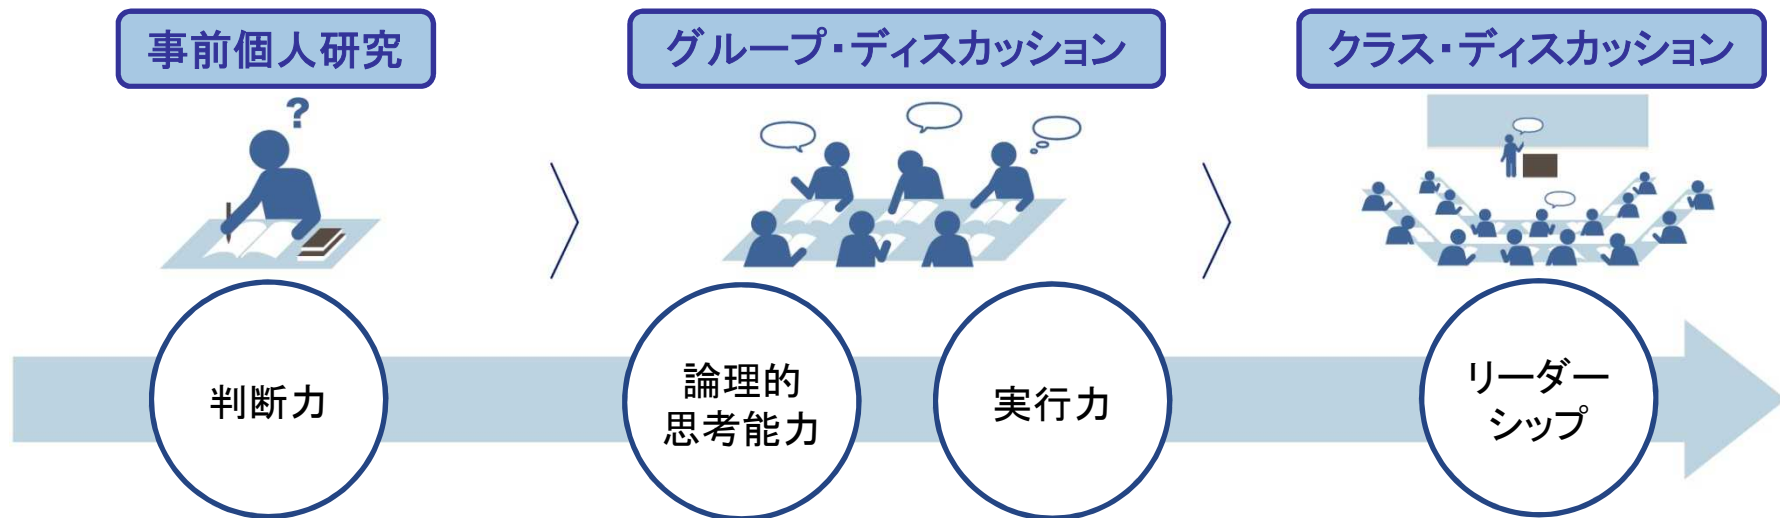 事前個人研究
グループ・ディスカッション
クラス・ディスカッション
?
判断力
論理的
思考能力
実行力
リーダー
シップ